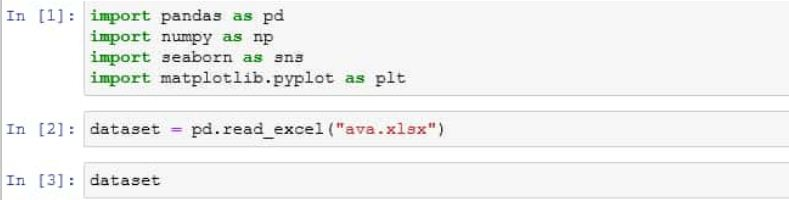 In [1]: import pandas as pd
import numpy as np
import seaborn as sns
import matplotlib.pyplot as plt
In [2]: dataset = pd.read_excel("ava.xlsx")
In [3]: dataset